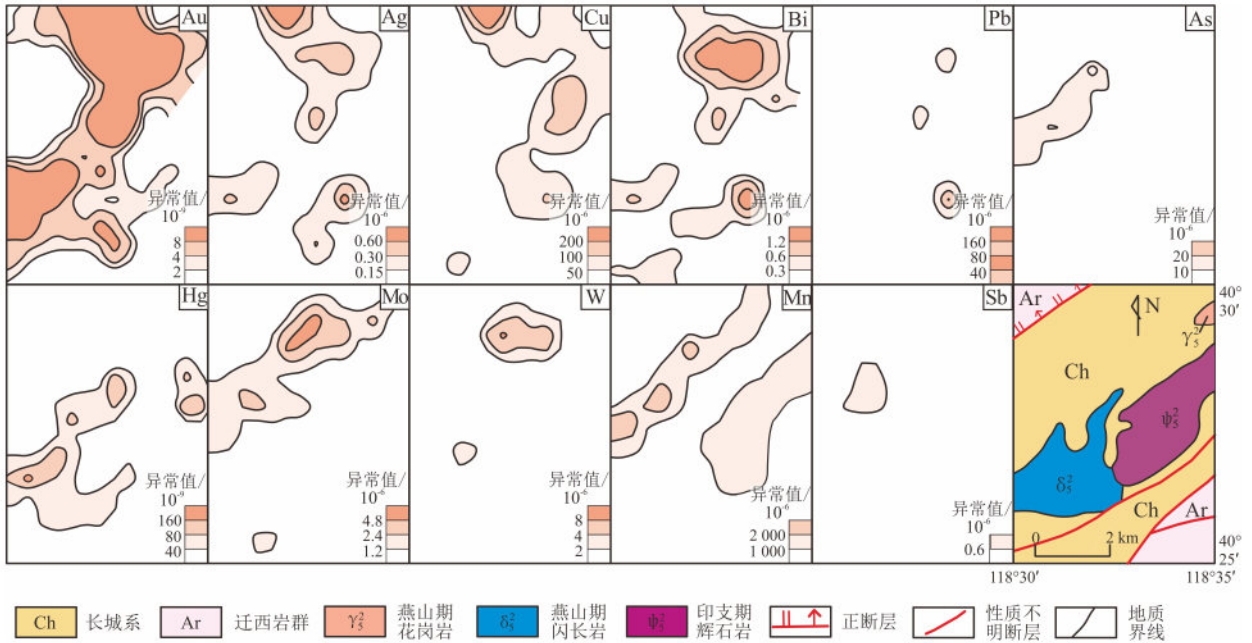 Au
异常值/
10⁻⁹
8
4
2
Ag
异常值/
10⁻⁶
0.60
0.30
0.15
Cu
异常值/
10⁻⁶
200
100
50
Bi
异常值/
10⁻⁶
1.2
0.6
0.3
Pb
异常值/
10⁻⁶
160
80
40
As
异常值/
10⁻⁶
20
10
Hg
异常值/
10⁻⁹
160
80
40
Mo
异常值/
10⁻⁶
4.8
2.4
1.2
W
异常值/
10⁻⁶
8
4
2
Mn
异常值/
10⁻⁶
2 000
1 000
Sb
异常值/
10⁻⁶
0.6
Ar
N
γ₅²
Ch
ψ₅²
δ₅²
Ch
Ar
0 2 km
40°
30′
40°
25′
118°30′ 118°35′
Ch 长城系
Ar 迁西岩群
γ₅² 燕山期
花岗岩
δ₅² 燕山期
闪长岩
ψ₅² 印支期
辉石岩
正断层
性质不
明断层
地质
界线